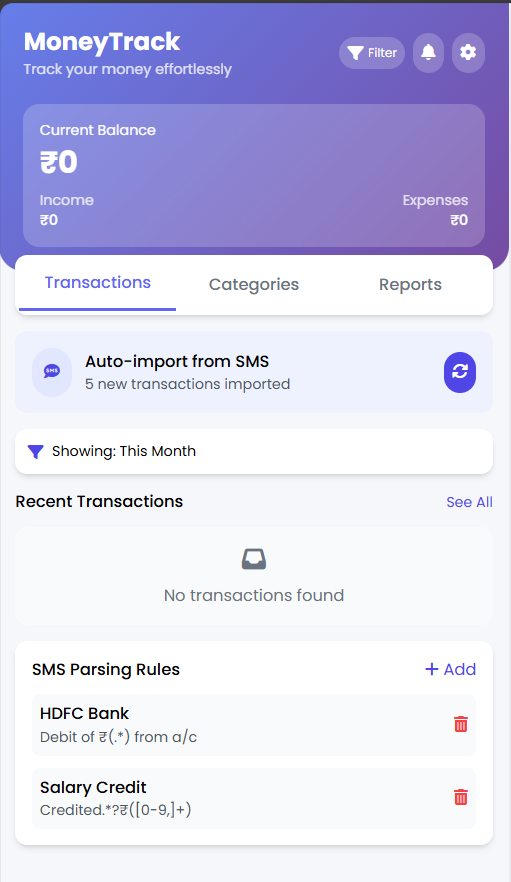 MoneyTrack
Track your money effortlessly
Filter
Current Balance
₹0
Income
Expenses
₹0
₹0
Transactions
Categories
Reports
SMS
Auto-import from SMS
5 new transactions imported
Showing: This Month
Recent Transactions
See All
No transactions found
SMS Parsing Rules
+ Add
HDFC Bank
Debit of ₹(.*) from a/c
Salary Credit
Credited.*?₹([0-9,]+)